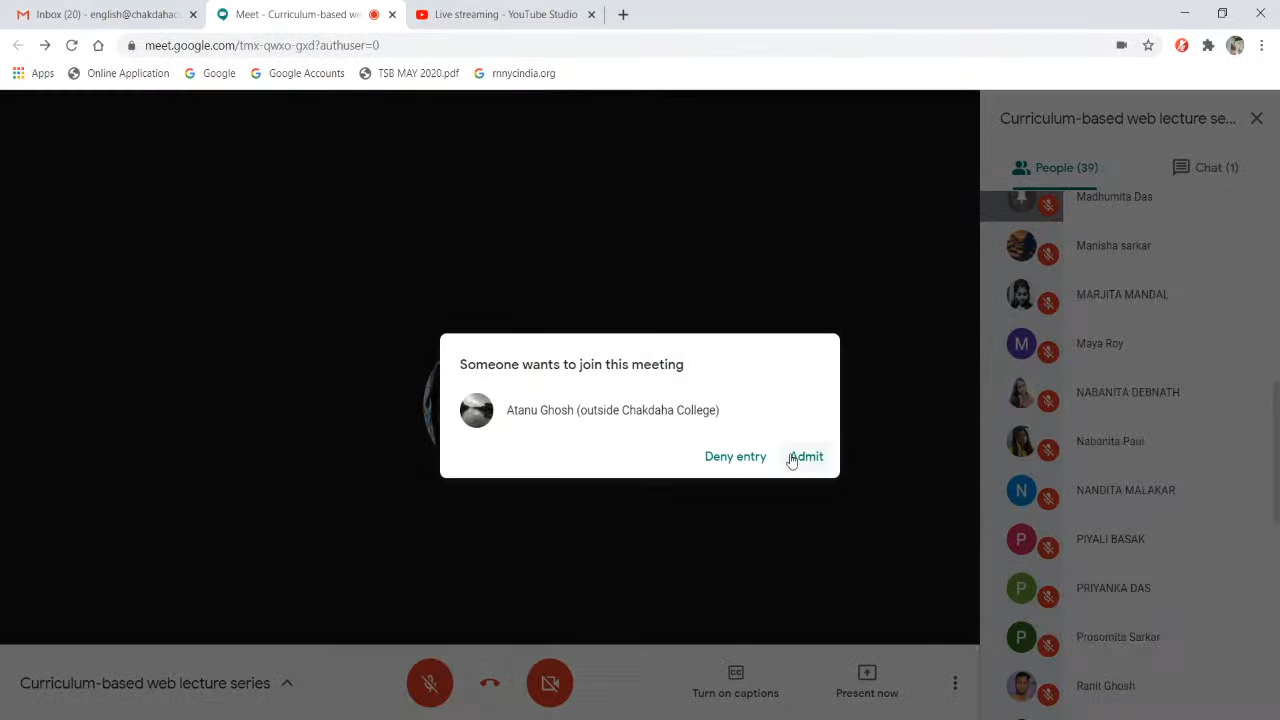 Inbox (20) - english@chakdahac
Meet - Curriculum-based we
Live streaming - YouTube Studio
meet.google.com/tmx-qwxo-gxd?authuser=0
Apps
Online Application
Google
Google Accounts
TSB MAY 2020.pdf
rnnycindia.org
Curriculum-based web lecture se...
People (39)
Chat (1)
Madhumita Das
Manisha sarkar
MARJITA MANDAL
M
Maya Roy
NABANITA DEBNATH
Nabanita Paul
N
NANDITA MALAKAR
P
PIYALI BASAK
P
PRIYANKA DAS
P
Prosomita Sarkar
Ranit Ghosh
Someone wants to join this meeting
Atanu Ghosh (outside Chakdaha College)
Deny entry
Admit
Curriculum-based web lecture series
CC
Turn on captions
Present now